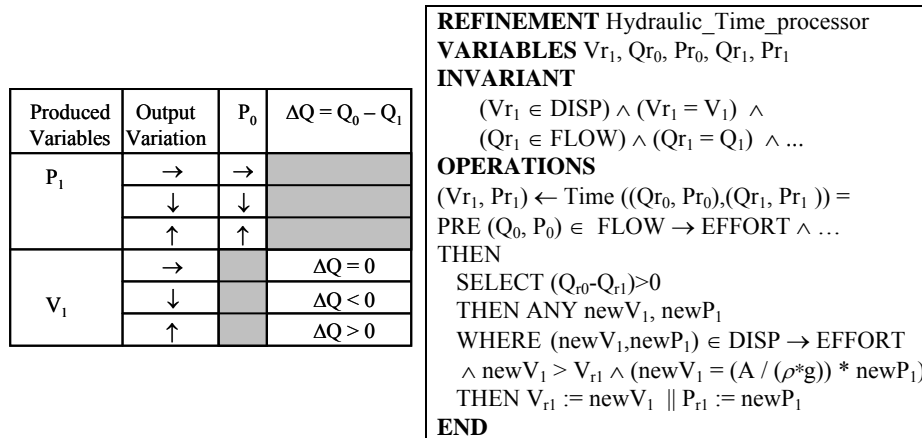 Produced Variables Output Variation P₀ ΔQ = Q₀ – Q₁
P₁ → →
↓ ↓
↑ ↑
V₁ → ΔQ = 0
↓ ΔQ < 0
↑ ΔQ > 0
REFINEMENT Hydraulic_Time_processor
VARIABLES Vr₁, Qr₀, Pr₀, Qr₁, Pr₁
INVARIANT
(Vr₁ ∈ DISP) ∧ (Vr₁ = V₁) ∧
(Qr₁ ∈ FLOW) ∧ (Qr₁ = Q₁) ∧ ...
OPERATIONS
(Vr₁, Pr₁) ← Time ((Qr₀, Pr₀),(Qr₁, Pr₁ )) =
PRE (Q₀, P₀) ∈ FLOW → EFFORT ∧ …
THEN
SELECT (Qᵣ₀-Qᵣ₁)>0
THEN ANY newV₁, newP₁
WHERE (newV₁,newP₁) ∈ DISP → EFFORT
∧ newV₁ > Vᵣ₁ ∧ (newV₁ = (A / (ρ*g)) * newP₁)
THEN Vᵣ₁ := newV₁ || Pᵣ₁ := newP₁
END